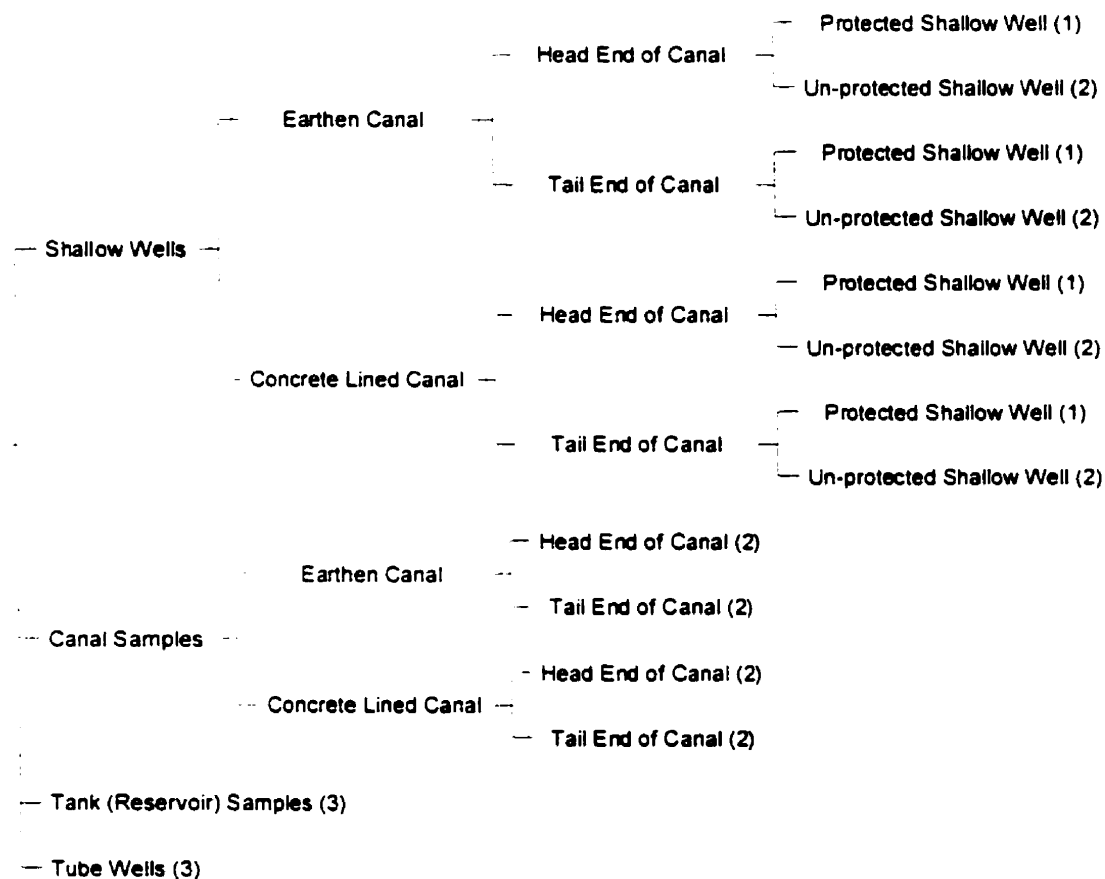 Protected Shallow Well (1)
Head End of Canal
Un-protected Shallow Well (2)
Earthen Canal
Protected Shallow Well (1)
Tail End of Canal
Un-protected Shallow Well (2)
Shallow Wells
Protected Shallow Well (1)
Head End of Canal
Un-protected Shallow Well (2)
Concrete Lined Canal
Protected Shallow Well (1)
Tail End of Canal
Un-protected Shallow Well (2)
Head End of Canal (2)
Earthen Canal
Tail End of Canal (2)
Canal Samples
Head End of Canal (2)
Concrete Lined Canal
Tail End of Canal (2)
Tank (Reservoir) Samples (3)
Tube Wells (3)